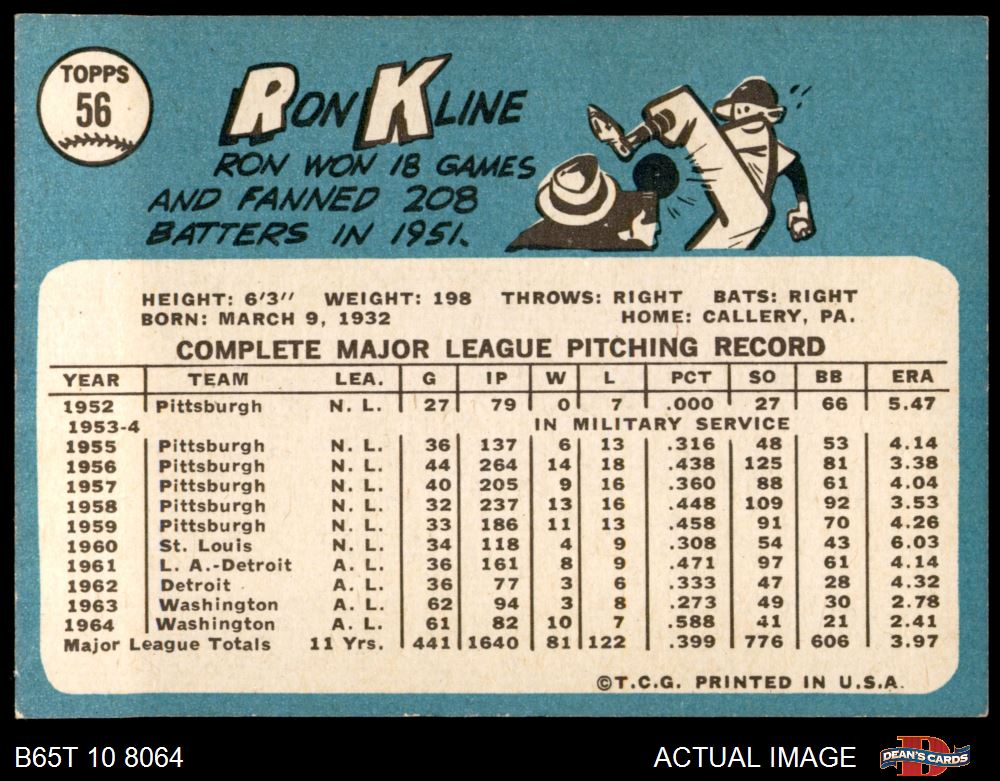 TOPPS
56
RON KLINE
RON WON 18 GAMES
AND FANNED 208
BATTERS IN 1951.
HEIGHT: 6'3" WEIGHT: 198 THROWS: RIGHT BATS: RIGHT
BORN: MARCH 9, 1932 HOME: CALLERY, PA.
COMPLETE MAJOR LEAGUE PITCHING RECORD
YEAR TEAM LEA. G IP W L PCT SO BB ERA
1952 Pittsburgh N. L. 27 79 0 7 .000 27 66 5.47
1953-4 IN MILITARY SERVICE
1955 Pittsburgh N. L. 36 137 6 13 .316 48 53 4.14
1956 Pittsburgh N. L. 44 264 14 18 .438 125 81 3.38
1957 Pittsburgh N. L. 40 205 9 16 .360 88 61 4.04
1958 Pittsburgh N. L. 32 237 13 16 .448 109 92 3.53
1959 Pittsburgh N. L. 33 186 11 13 .458 91 70 4.26
1960 St. Louis N. L. 34 118 4 9 .308 54 43 6.03
1961 L. A.-Detroit A. L. 36 161 8 9 .471 97 61 4.14
1962 Detroit A. L. 36 77 3 6 .333 47 28 4.32
1963 Washington A. L. 62 94 3 8 .273 49 30 2.78
1964 Washington A. L. 61 82 10 7 .588 41 21 2.41
Major League Totals 11 Yrs. 441 1640 81 122 .399 776 606 3.97
©T.C.G. PRINTED IN U.S.A.
B65T 10 8064 ACTUAL IMAGE DEAN'S CARDS